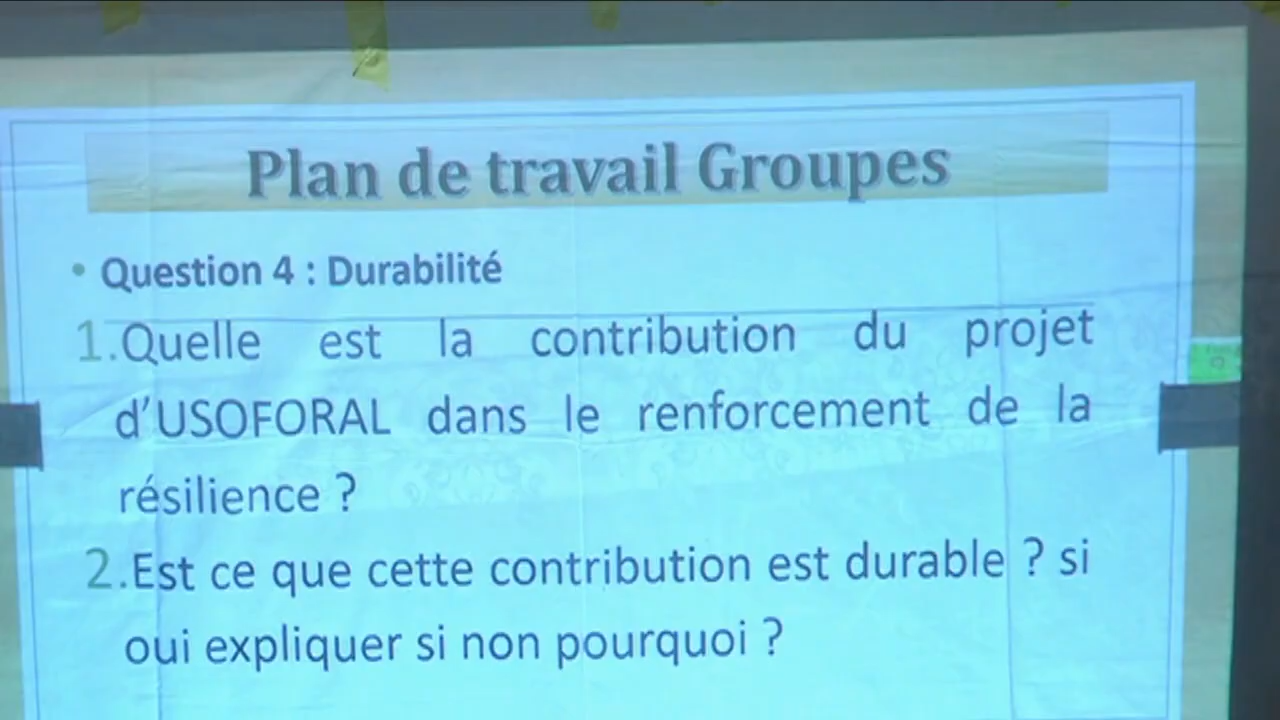 Plan de travail Groupes
• Question 4 : Durabilité
1.Quelle est la contribution du projet
d’USOFORAL dans le renforcement de la
résilience ?
2.Est ce que cette contribution est durable ? si
oui expliquer si non pourquoi ?